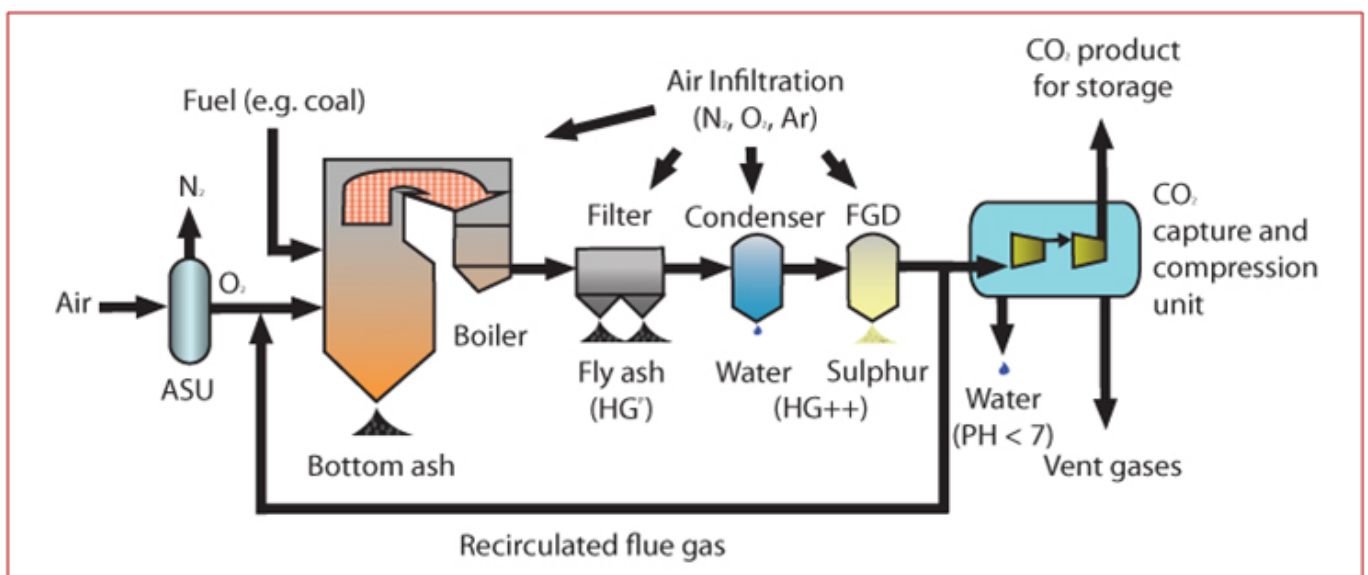 CO₂ product
for storage
Air Infiltration
(N₂, O₂, Ar)
Fuel (e.g. coal)
N₂
Filter
Condenser
FGD
CO₂
capture and
compression
unit
Air
O₂
Boiler
ASU
Fly ash
(HGᴾ)
Water
Sulphur
(HG++)
Water
(PH < 7)
Bottom ash
Vent gases
Recirculated flue gas